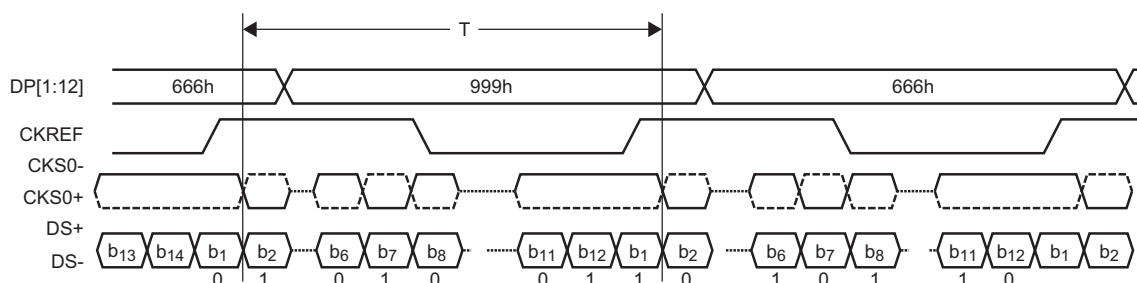 T
DP[1:12] 666h 999h 666h
CKREF
CKS0-
CKS0+
DS+
DS-
b13 b14 b1 b2 b6 b7 b8 b11 b12 b1 b2 b6 b7 b8 b11 b12 b1 b2
0 1 0 1 0 0 1 1 0 1 0 1 1 0